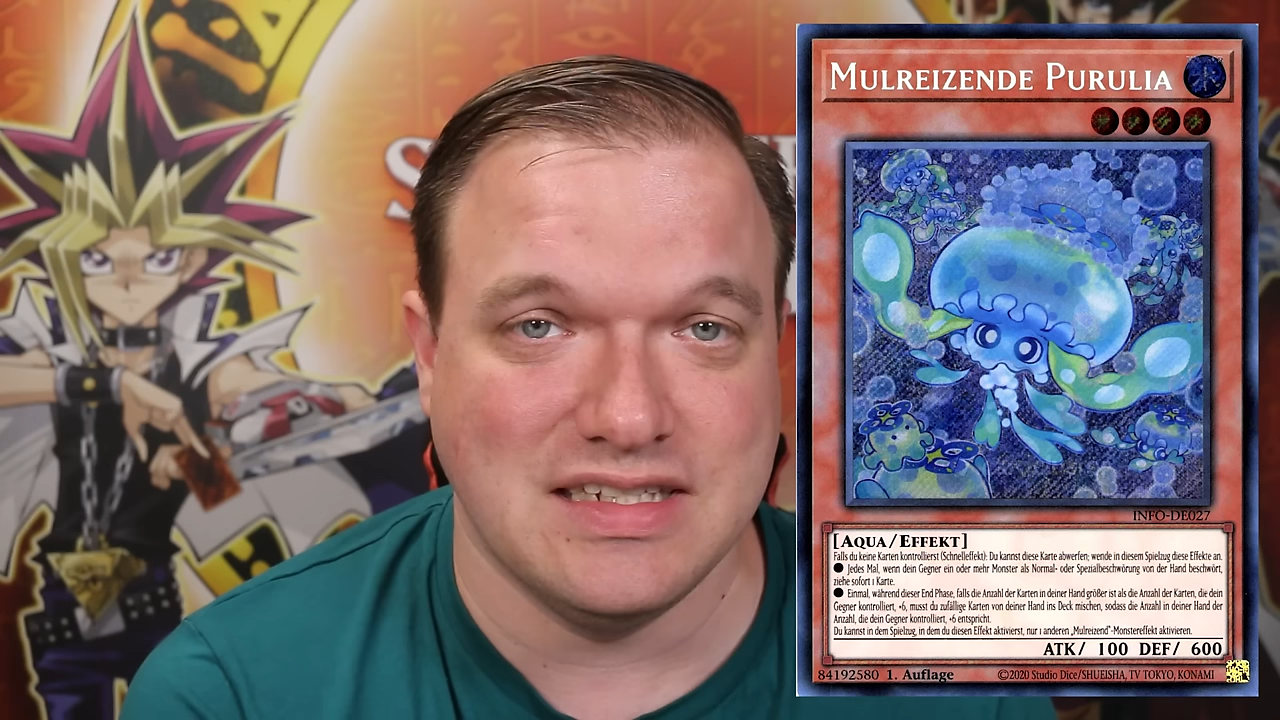 MULREIZENDE PURULIA
INFO-DE027
[AQUA/EFFEKT]
Falls du keine Karten kontrollierst (Schnelleffekt): Du kannst diese Karte abwerfen; wende in diesem Spielzug diese Effekte an.
● Jedes Mal, wenn dein Gegner ein oder mehr Monster als Normal- oder Spezialbeschwörung von der Hand beschwört,
ziehe sofort 1 Karte.
● Einmal, während dieser End Phase, falls die Anzahl der Karten in deiner Hand größer ist als die Anzahl der Karten, die dein
Gegner kontrolliert, +6, musst du zufällige Karten von deiner Hand ins Deck mischen, sodass die Anzahl in deiner Hand der
Anzahl, die dein Gegner kontrolliert, +6 entspricht.
Du kannst in dem Spielzug, in dem du diesen Effekt aktivierst, nur 1 anderen „Mulreizend"-Monstereffekt aktivieren.
ATK/ 100 DEF/ 600
84192580 1. Auflage ©2020 Studio Dice/SHUEISHA, TV TOKYO, KONAMI